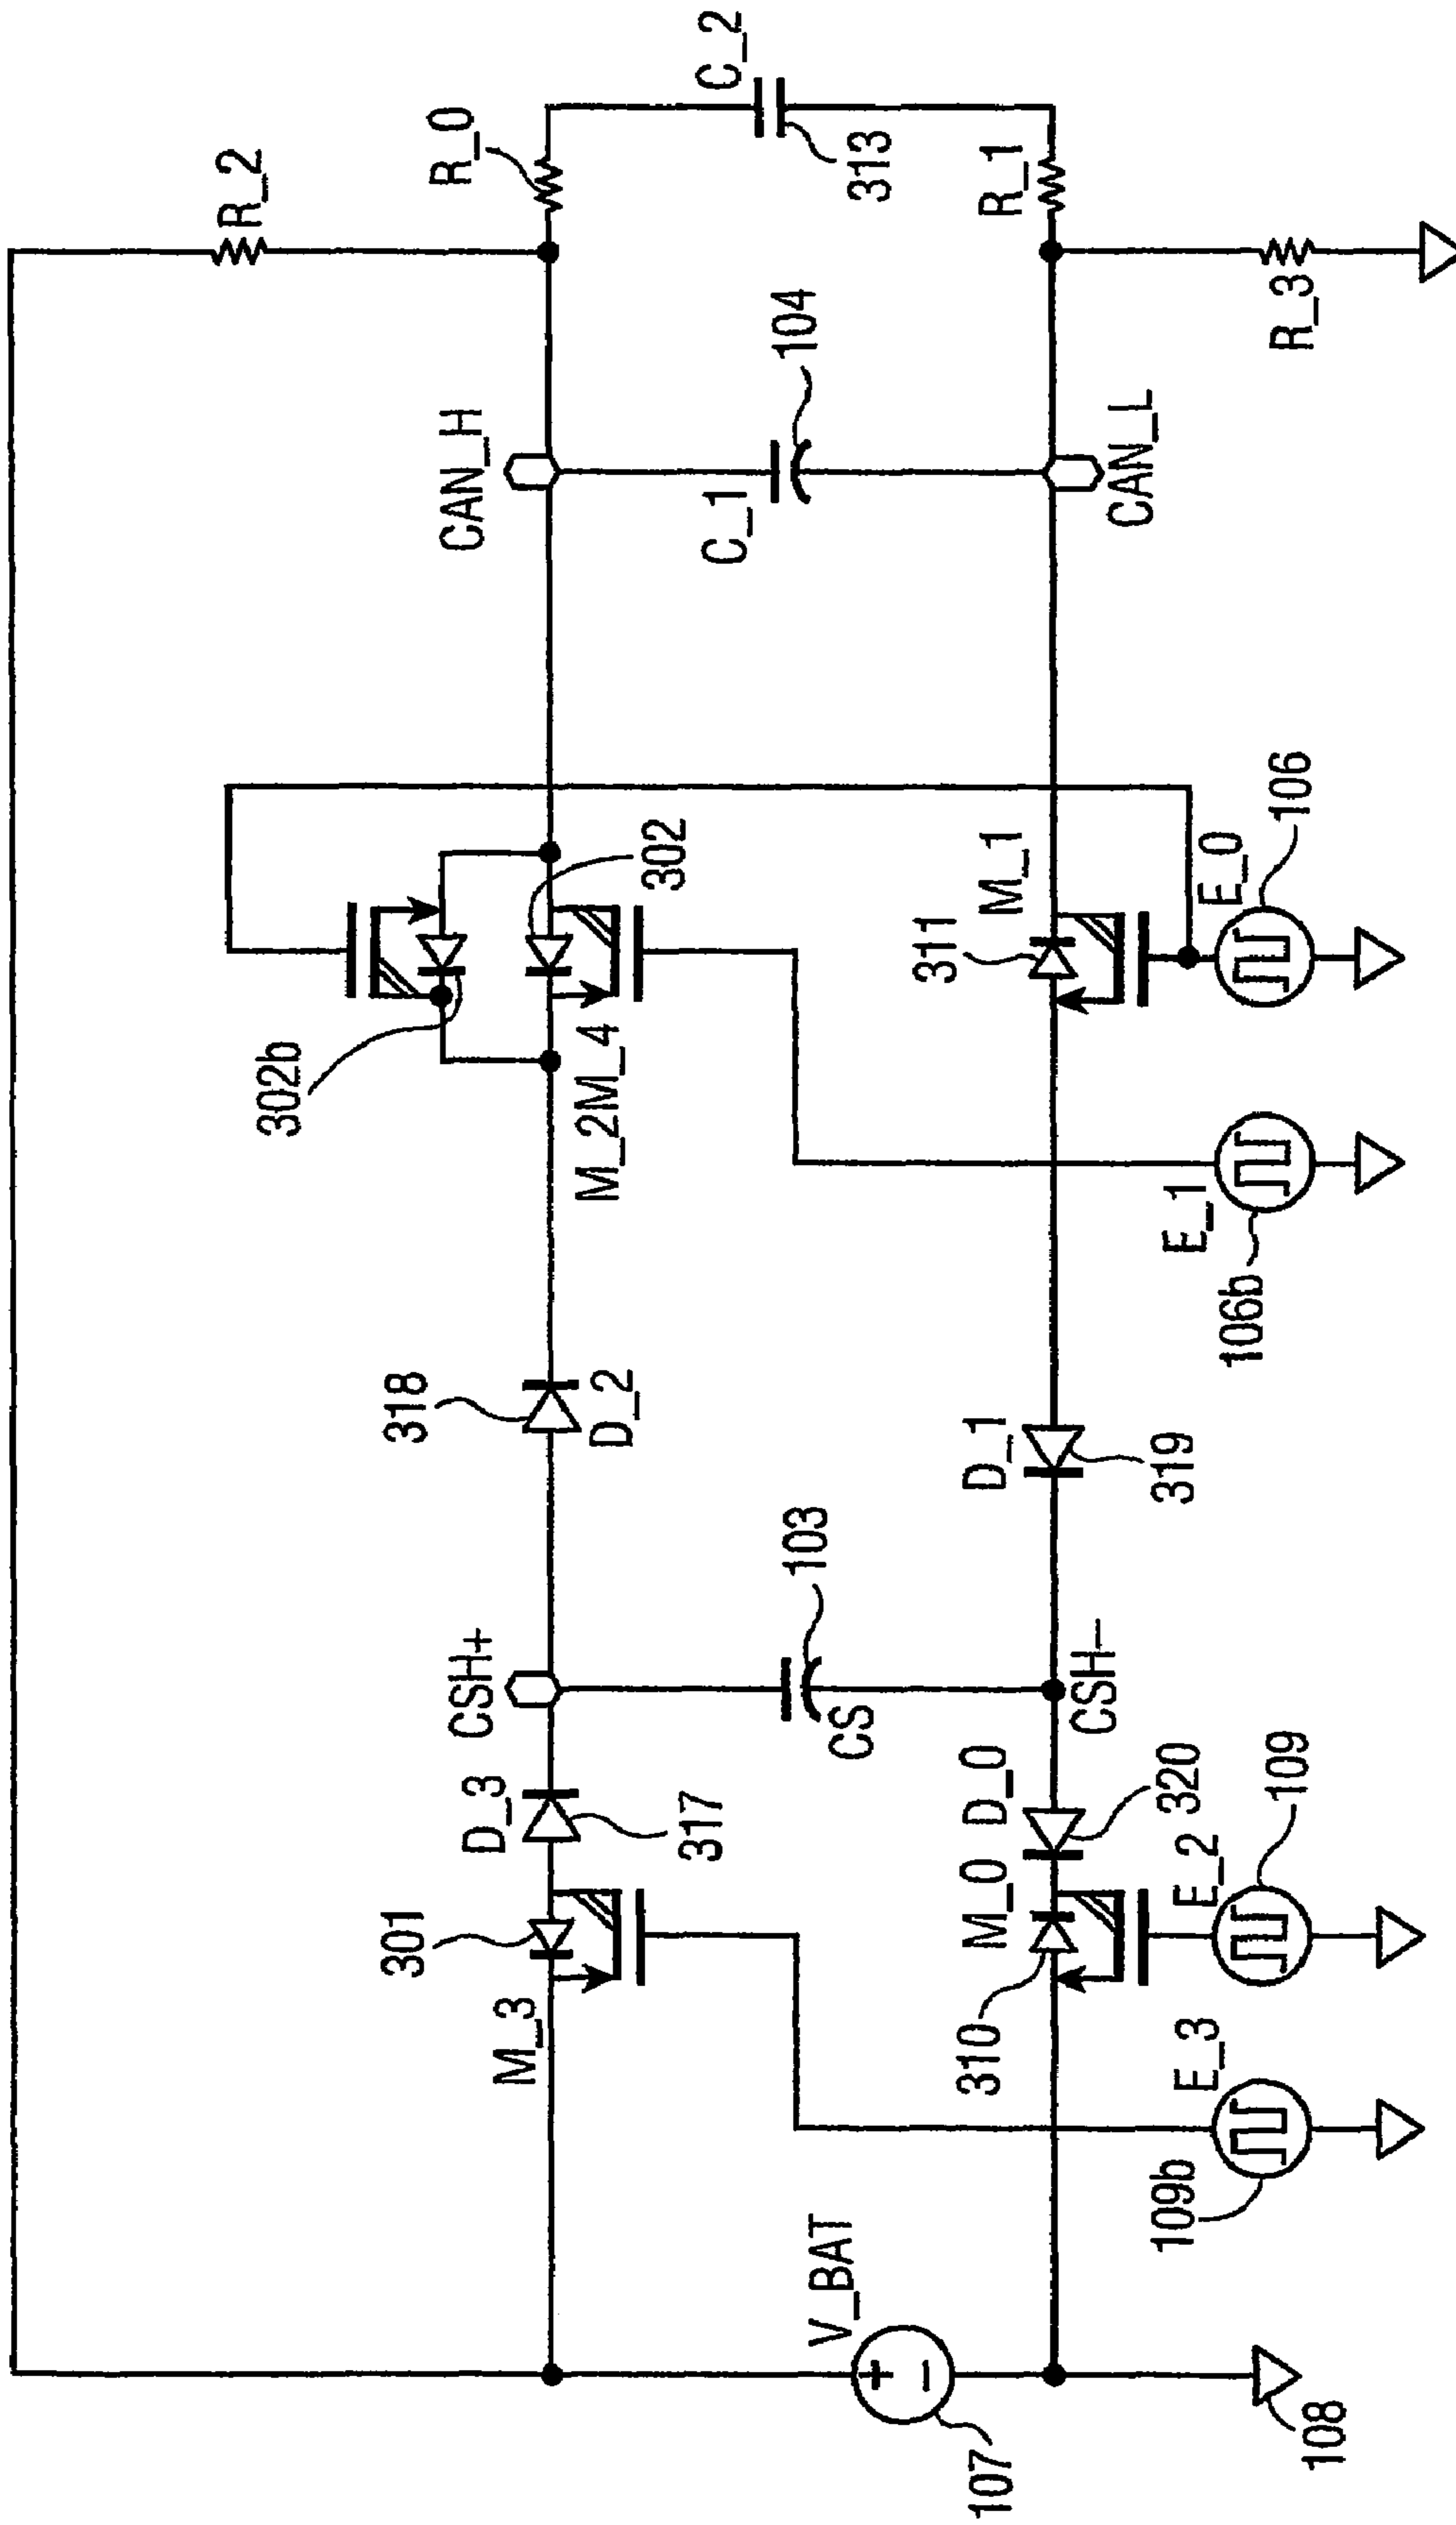 R_2
R_0
C_2
313
R_1
R_3
CAN_H
C_1
104
CAN_L
302b
302
M_2M_4
311
M_1
E_0
106
E_1
106b
318
D_2
D_1
319
CSH+
103
CS
CSH–
D_3
317
301
M_3
M_0
D_0
320
310
E_2
109
E_3
109b
V_BAT
+
–
107
108